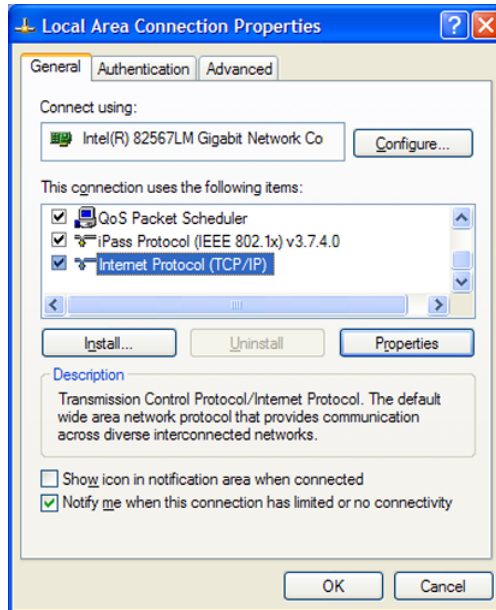 Local Area Connection Properties
General Authentication Advanced
Connect using:
Intel(R) 82567LM Gigabit Network Co
Configure...
This connection uses the following items:
QoS Packet Scheduler
iPass Protocol (IEEE 802.1x) v3.7.4.0
Internet Protocol (TCP/IP)
Install... Uninstall Properties
Description
Transmission Control Protocol/Internet Protocol. The default
wide area network protocol that provides communication
across diverse interconnected networks.
Show icon in notification area when connected
Notify me when this connection has limited or no connectivity
OK Cancel